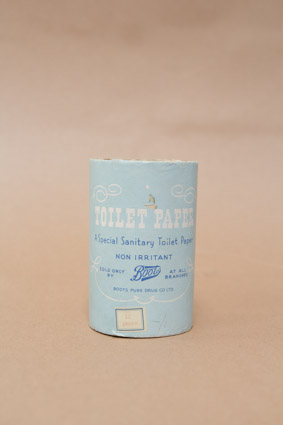 TOILET PAPER
A Special Sanitary Toilet Paper
NON IRRITANT
SOLD ONLY BY
Boots
AT ALL BRANCHES
BOOTS PURE DRUG CO. LTD.